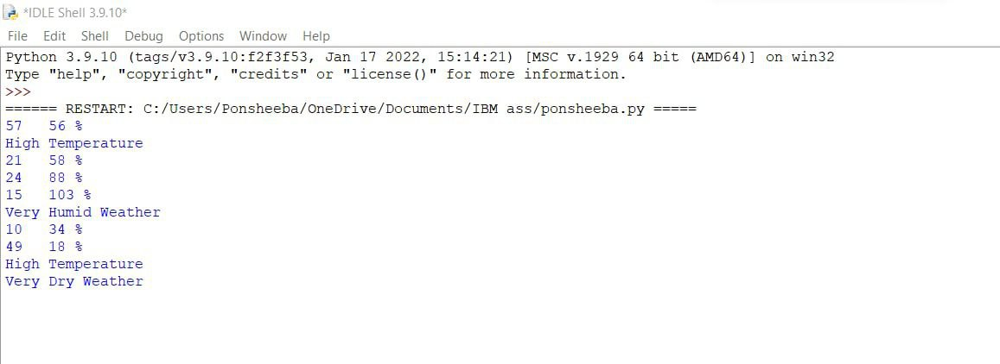 *IDLE Shell 3.9.10*
File Edit Shell Debug Options Window Help
Python 3.9.10 (tags/v3.9.10:f2f3f53, Jan 17 2022, 15:14:21) [MSC v.1929 64 bit (AMD64)] on win32
Type "help", "copyright", "credits" or "license()" for more information.
>>>
====== RESTART: C:/Users/Ponsheeba/OneDrive/Documents/IBM ass/ponsheeba.py =====
57   56 %
High Temperature
21   58 %
24   88 %
15   103 %
Very Humid Weather
10   34 %
49   18 %
High Temperature
Very Dry Weather